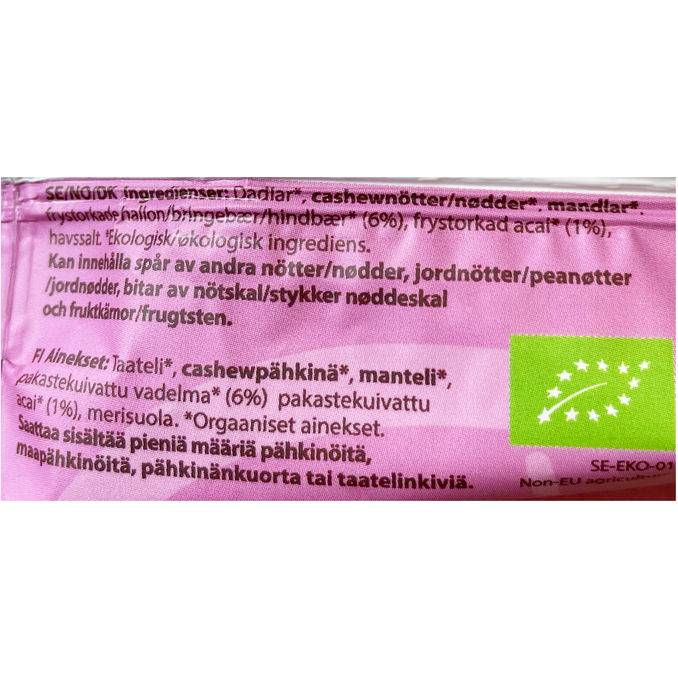 SE/NO/DK Ingredienser: Dadlar*, cashewnötter/nødder*, mandlar*,
frystorkade hallon/bringebær/hindbær* (6%), frystorkad acai* (1%),
havssalt. *Ekologisk/økologisk ingrediens.
Kan innehålla spår av andra nötter/nødder, jordnötter/peanøtter
/jordnødder, bitar av nötskal/stykker nøddeskal
och fruktkärnor/frugtsten.
FI Ainekset: Taateli*, cashewpähkinä*, manteli*,
pakastekuivattu vadelma* (6%) pakastekuivattu
acai* (1%), merisuola. *Orgaaniset ainekset.
Saattaa sisältää pieniä määriä pähkinöitä,
maapähkinöitä, pähkinänkuorta tai taatelinkiviä.
SE-EKO-01
Non-EU